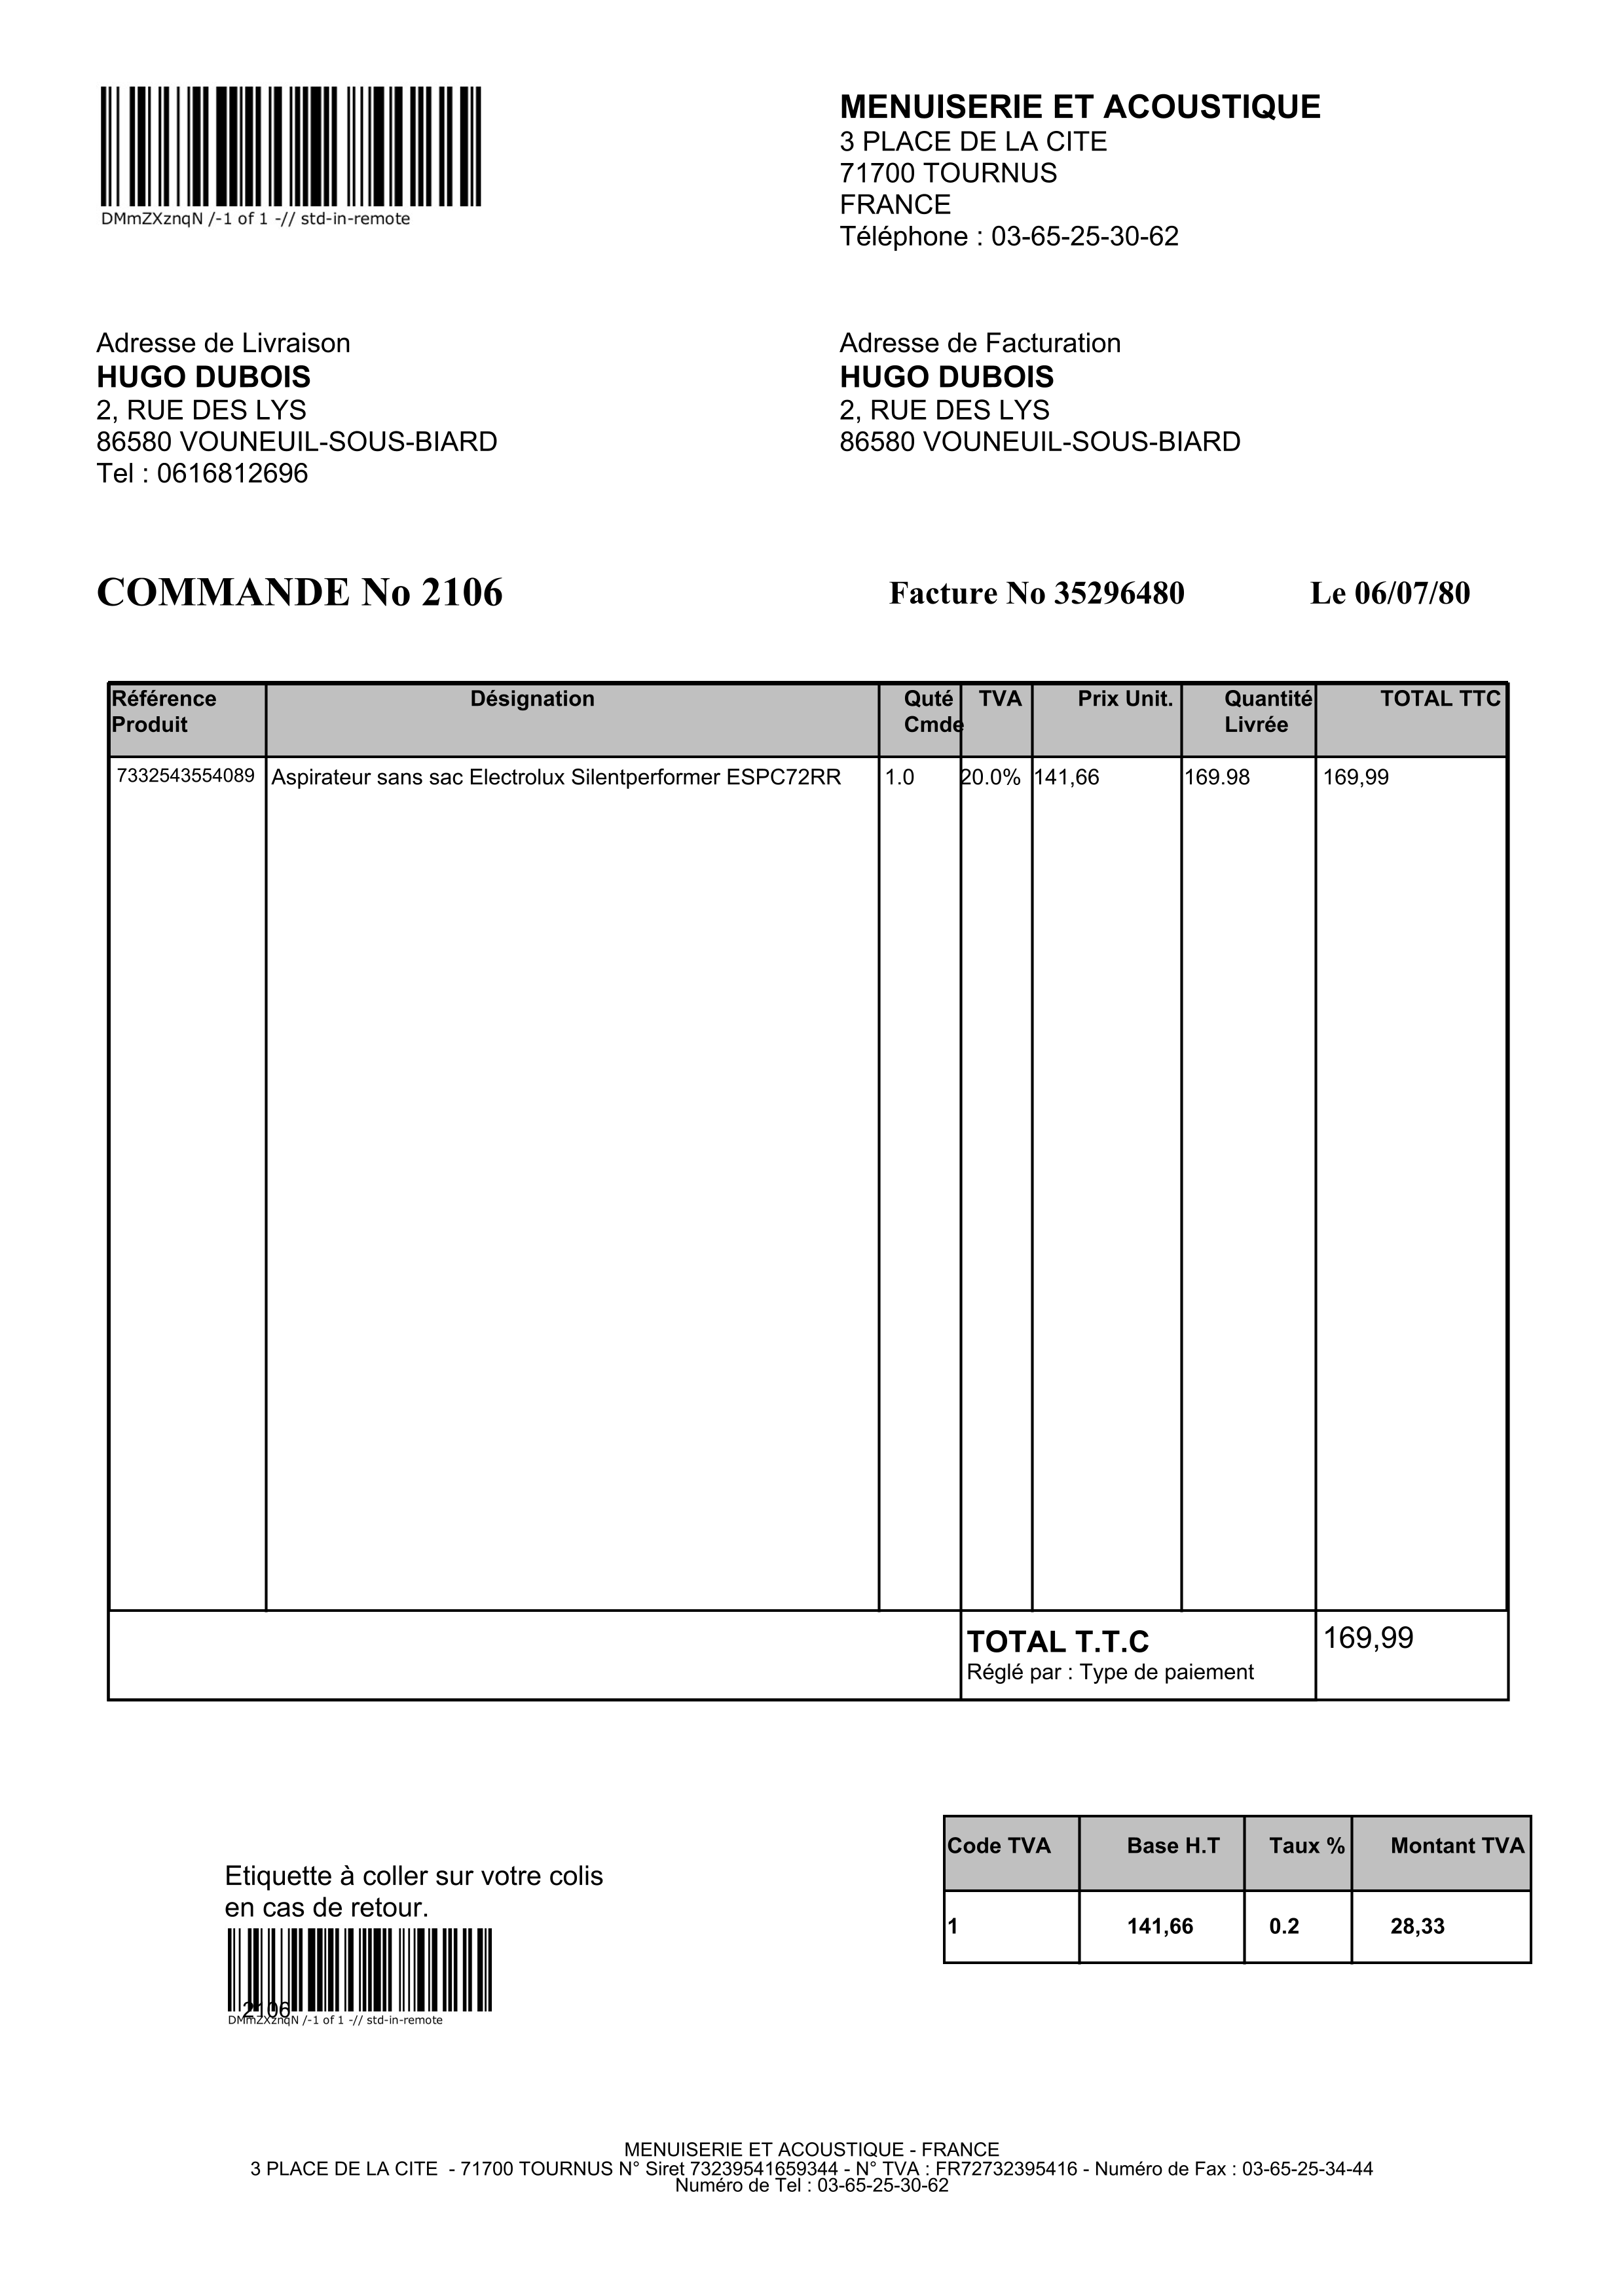 DMmZXznqN /-1 of 1 -// std-in-remote
MENUISERIE ET ACOUSTIQUE
3 PLACE DE LA CITE
71700 TOURNUS
FRANCE
Téléphone : 03-65-25-30-62
Adresse de Livraison
HUGO DUBOIS
2, RUE DES LYS
86580 VOUNEUIL-SOUS-BIARD
Tel : 0616812696
Adresse de Facturation
HUGO DUBOIS
2, RUE DES LYS
86580 VOUNEUIL-SOUS-BIARD
COMMANDE No 2106 Facture No 35296480 Le 06/07/80
Référence Produit Désignation Quté Cmde TVA Prix Unit. Quantité Livrée TOTAL TTC
7332543554089 Aspirateur sans sac Electrolux Silentperformer ESPC72RR 1.0 20.0% 141,66 169.98 169,99
TOTAL T.T.C 169,99
Réglé par : Type de paiement
Code TVA Base H.T Taux % Montant TVA
1 141,66 0.2 28,33
Etiquette à coller sur votre colis
en cas de retour.
2106
DMmZXznqN /-1 of 1 -// std-in-remote
MENUISERIE ET ACOUSTIQUE - FRANCE
3 PLACE DE LA CITE - 71700 TOURNUS N° Siret 73239541659344 - N° TVA : FR72732395416 - Numéro de Fax : 03-65-25-34-44
Numéro de Tel : 03-65-25-30-62